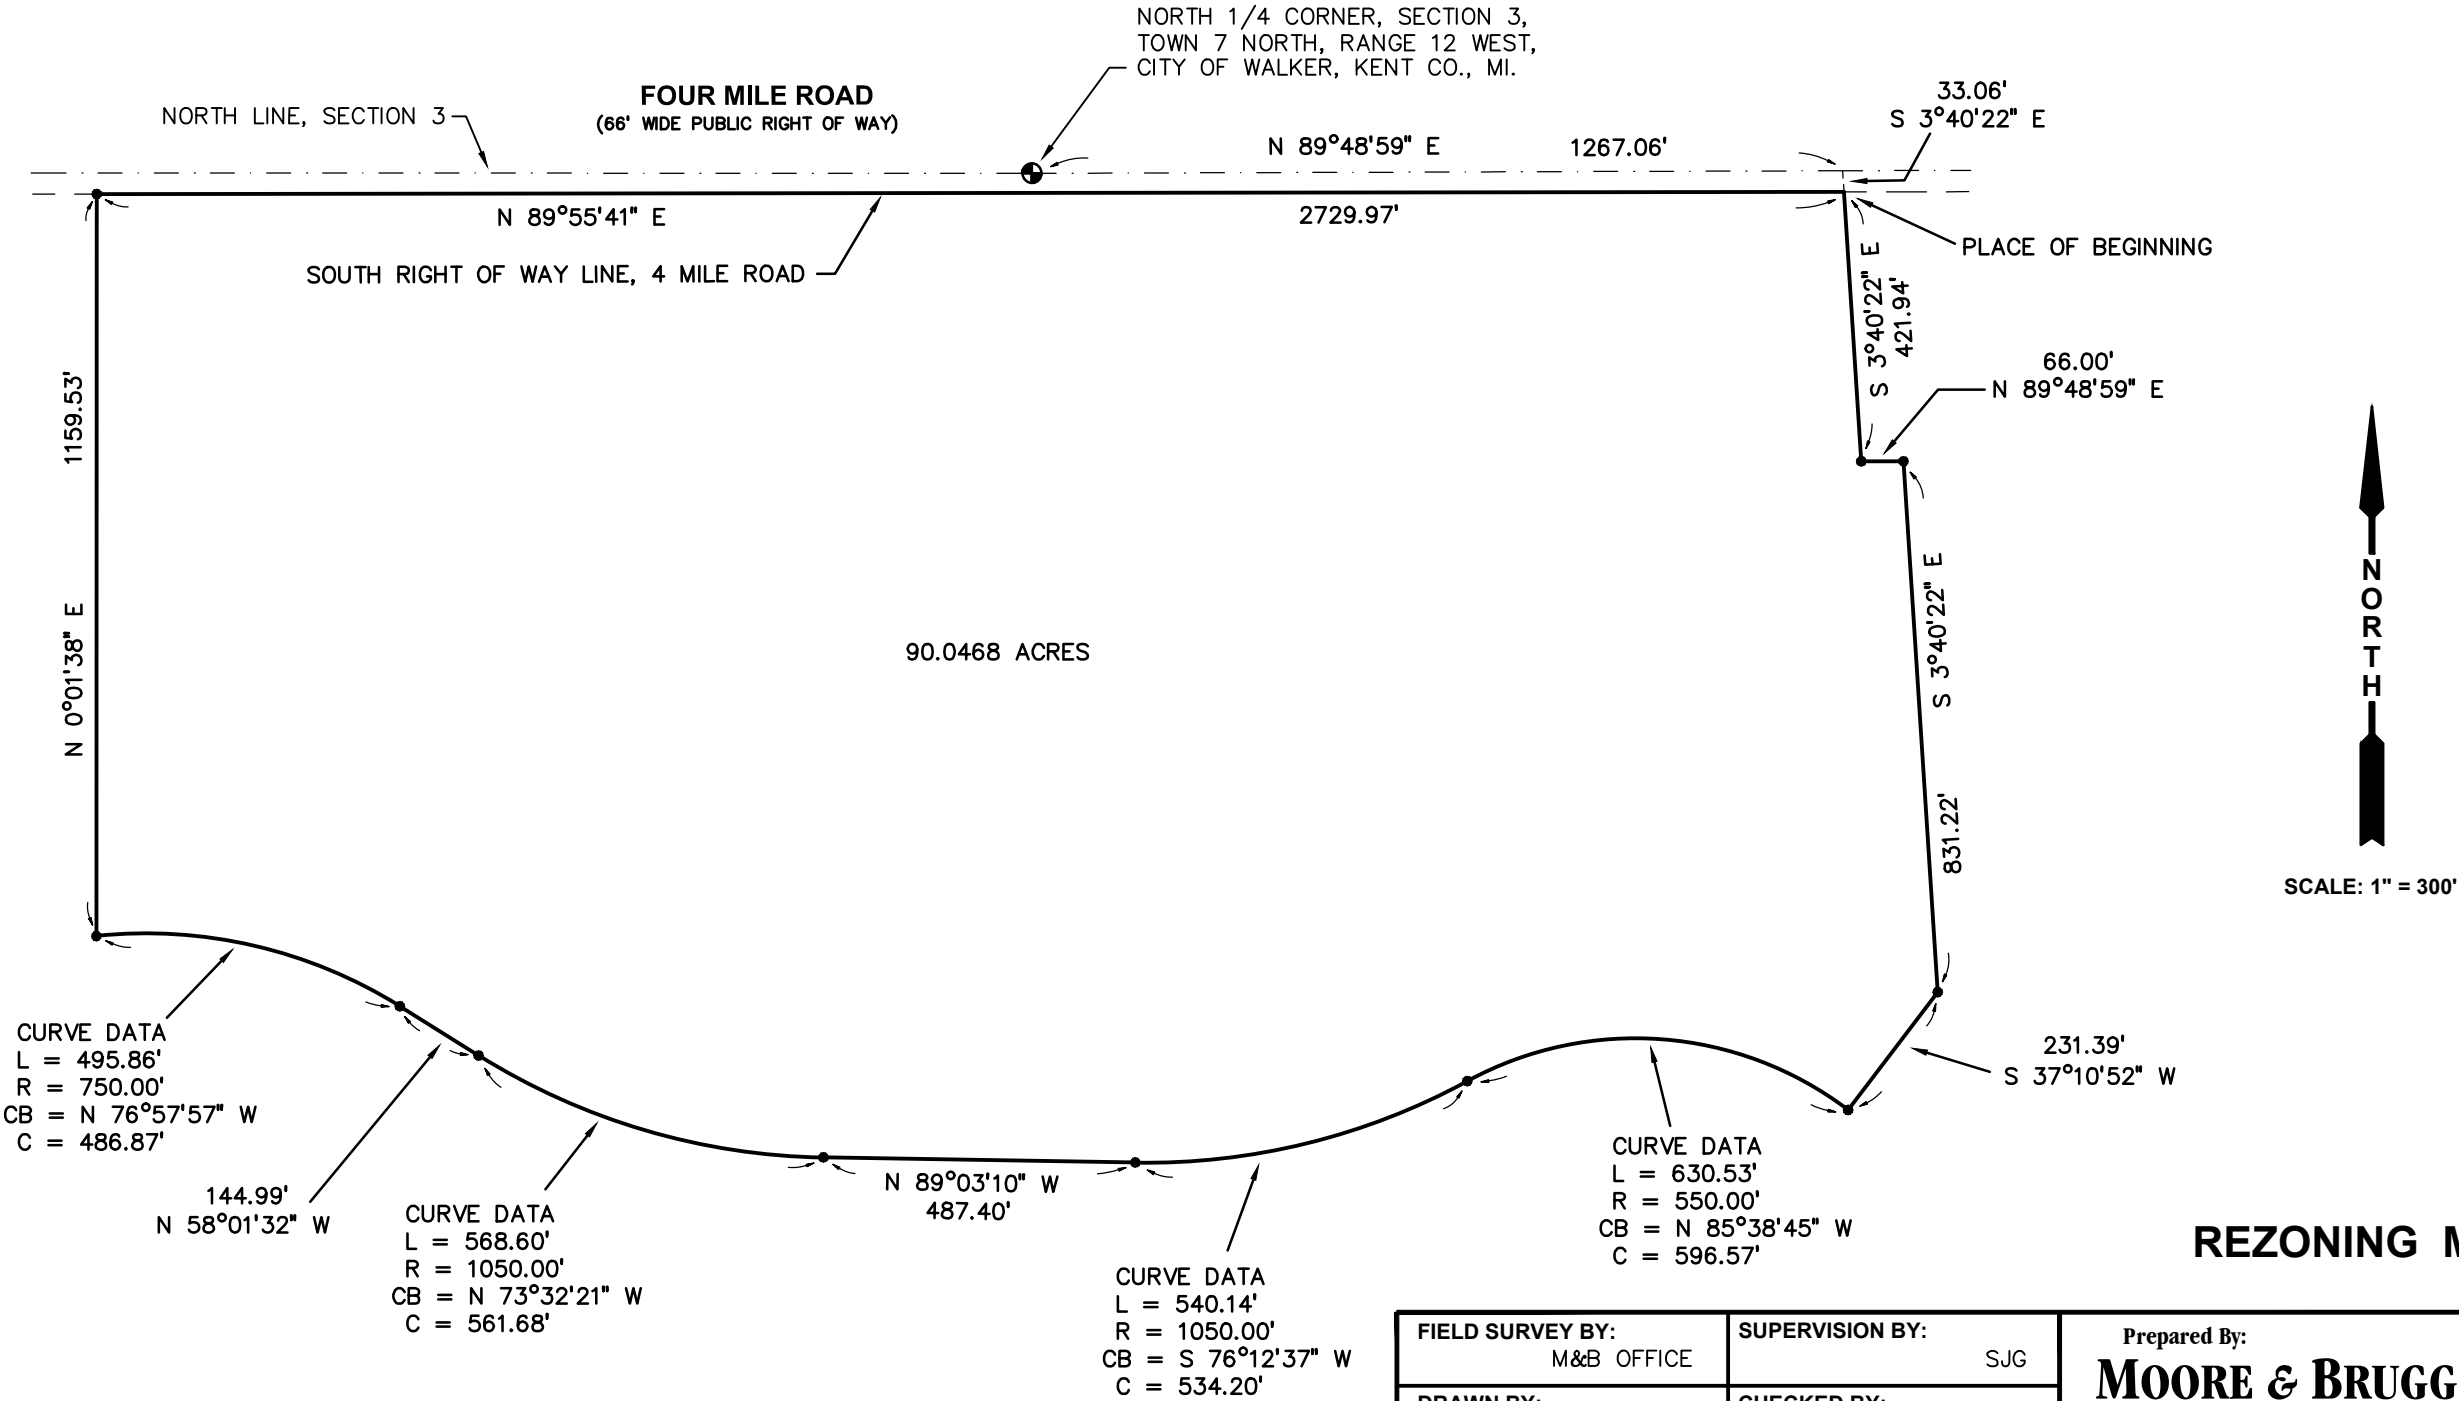 NORTH 1/4 CORNER, SECTION 3,
TOWN 7 NORTH, RANGE 12 WEST,
CITY OF WALKER, KENT CO., MI.
NORTH LINE, SECTION 3
FOUR MILE ROAD
(66' WIDE PUBLIC RIGHT OF WAY)
N 89°48'59" E
1267.06'
33.06'
S 3°40'22" E
N 89°55'41" E
2729.97'
SOUTH RIGHT OF WAY LINE, 4 MILE ROAD
PLACE OF BEGINNING
S 3°40'22" E
421.94'
66.00'
N 89°48'59" E
1159.53'
N 0°01'38" E
90.0468 ACRES
S 3°40'22" E
831.22'
NORTH
SCALE: 1" = 300'
CURVE DATA
L = 495.86'
R = 750.00'
CB = N 76°57'57" W
C = 486.87'
144.99'
N 58°01'32" W
CURVE DATA
L = 568.60'
R = 1050.00'
CB = N 73°32'21" W
C = 561.68'
N 89°03'10" W
487.40'
CURVE DATA
L = 540.14'
R = 1050.00'
CB = S 76°12'37" W
C = 534.20'
CURVE DATA
L = 630.53'
R = 550.00'
CB = N 85°38'45" W
C = 596.57'
231.39'
S 37°10'52" W
REZONING M
FIELD SURVEY BY:
M&B OFFICE
SUPERVISION BY:
SJG
Prepared By:
MOORE & BRUGG
DRAWN BY:
CHECKED BY: